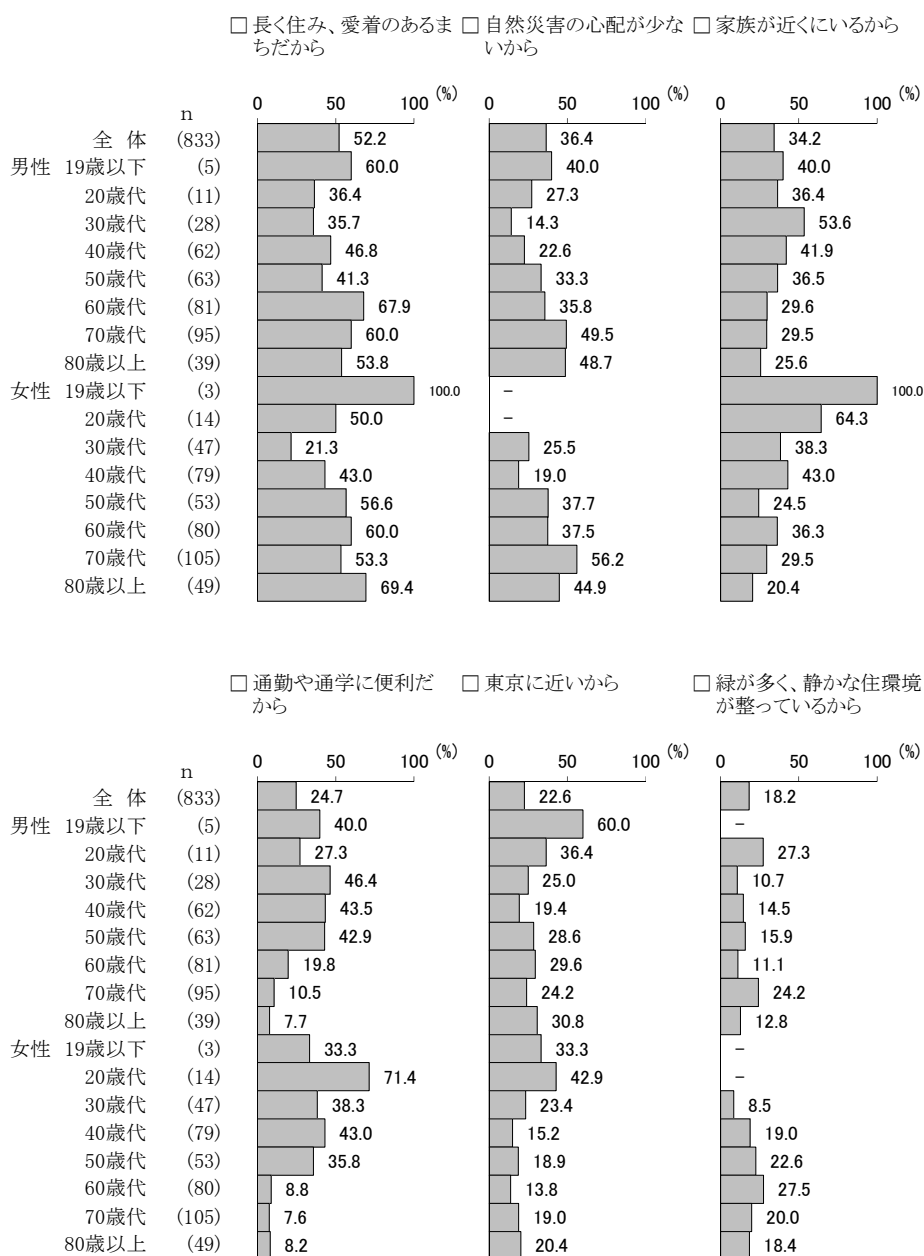 □ 長く住み、愛着のあるま □ 自然災害の心配が少な □ 家族が近くにいるから
ちだから いから
0 50 100 (%) 0 50 100 (%) 0 50 100 (%)
n
全 体 (833) 52.2 36.4 34.2
男性 19歳以下 (5) 60.0 40.0 40.0
20歳代 (11) 36.4 27.3 36.4
30歳代 (28) 35.7 14.3 53.6
40歳代 (62) 46.8 22.6 41.9
50歳代 (63) 41.3 33.3 36.5
60歳代 (81) 67.9 35.8 29.6
70歳代 (95) 60.0 49.5 29.5
80歳以上 (39) 53.8 48.7 25.6
女性 19歳以下 (3) 100.0 － 100.0
20歳代 (14) 50.0 － 64.3
30歳代 (47) 21.3 25.5 38.3
40歳代 (79) 43.0 19.0 43.0
50歳代 (53) 56.6 37.7 24.5
60歳代 (80) 60.0 37.5 36.3
70歳代 (105) 53.3 56.2 29.5
80歳以上 (49) 69.4 44.9 20.4
□ 通勤や通学に便利だ □ 東京に近いから □ 緑が多く、静かな住環境
から が整っているから
0 50 100 (%) 0 50 100 (%) 0 50 100 (%)
n
全 体 (833) 24.7 22.6 18.2
男性 19歳以下 (5) 40.0 60.0 －
20歳代 (11) 27.3 36.4 27.3
30歳代 (28) 46.4 25.0 10.7
40歳代 (62) 43.5 19.4 14.5
50歳代 (63) 42.9 28.6 15.9
60歳代 (81) 19.8 29.6 11.1
70歳代 (95) 10.5 24.2 24.2
80歳以上 (39) 7.7 30.8 12.8
女性 19歳以下 (3) 33.3 33.3 －
20歳代 (14) 71.4 42.9 －
30歳代 (47) 38.3 23.4 8.5
40歳代 (79) 43.0 15.2 19.0
50歳代 (53) 35.8 18.9 22.6
60歳代 (80) 8.8 13.8 27.5
70歳代 (105) 7.6 19.0 20.0
80歳以上 (49) 8.2 20.4 18.4